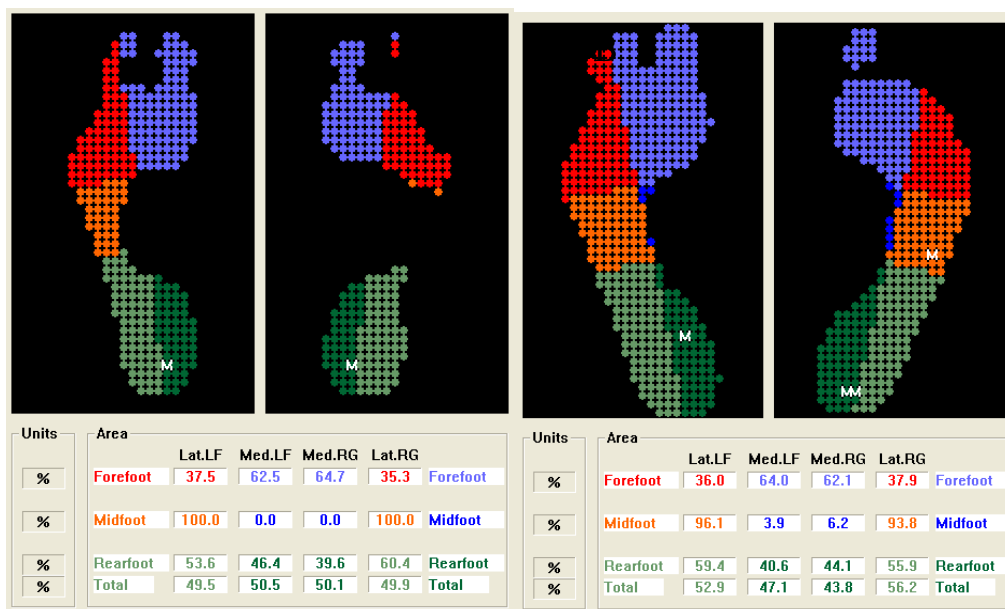 M
M
M
M
MM
Units
Area
Lat.LF Med.LF Med.RG Lat.RG
% Forefoot 37.5 62.5 64.7 35.3 Forefoot
% Midfoot 100.0 0.0 0.0 100.0 Midfoot
% Rearfoot 53.6 46.4 39.6 60.4 Rearfoot
% Total 49.5 50.5 50.1 49.9 Total
Units
Area
Lat.LF Med.LF Med.RG Lat.RG
% Forefoot 36.0 64.0 62.1 37.9 Forefoot
% Midfoot 96.1 3.9 6.2 93.8 Midfoot
% Rearfoot 59.4 40.6 44.1 55.9 Rearfoot
% Total 52.9 47.1 43.8 56.2 Total